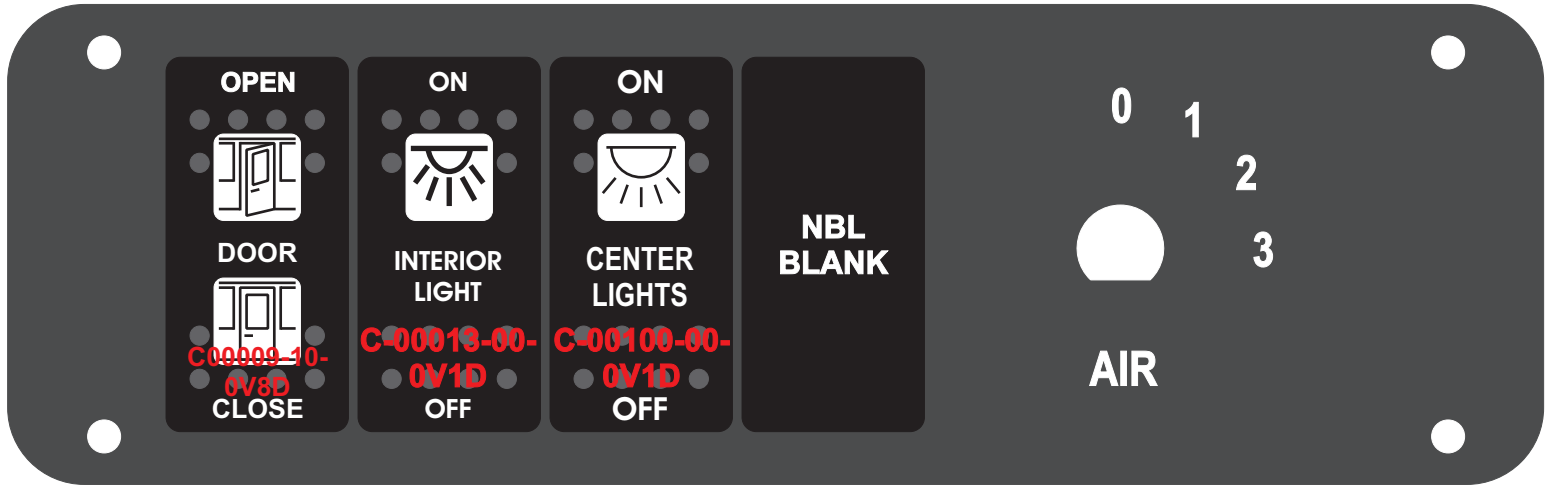 OPEN
DOOR
C00009-10-
0V8D
CLOSE
ON
INTERIOR
LIGHT
C-00013-00-
0V1D
OFF
ON
CENTER
LIGHTS
C-00100-00-
0V1D
OFF
NBL
BLANK
0
1
2
3
AIR